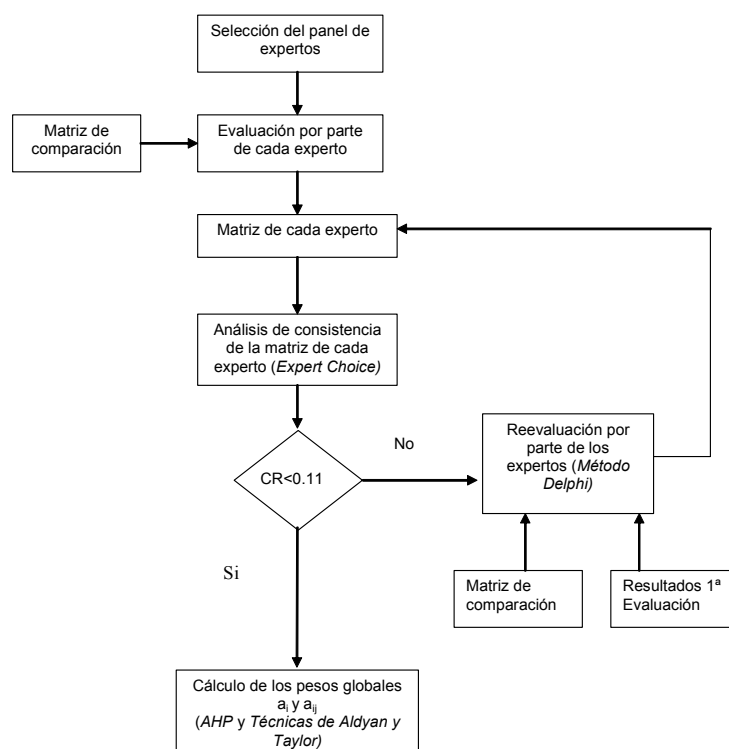 Selección del panel de
expertos
Matriz de
comparación
Evaluación por parte
de cada experto
Matriz de cada experto
Análisis de consistencia
de la matriz de cada
experto (Expert Choice)
CR<0.11
No
Reevaluación por
parte de los
expertos (Método
Delphi)
Si
Matriz de
comparación
Resultados 1ª
Evaluación
Cálculo de los pesos globales
ai y aij
(AHP y Técnicas de Aldyan y
Taylor)